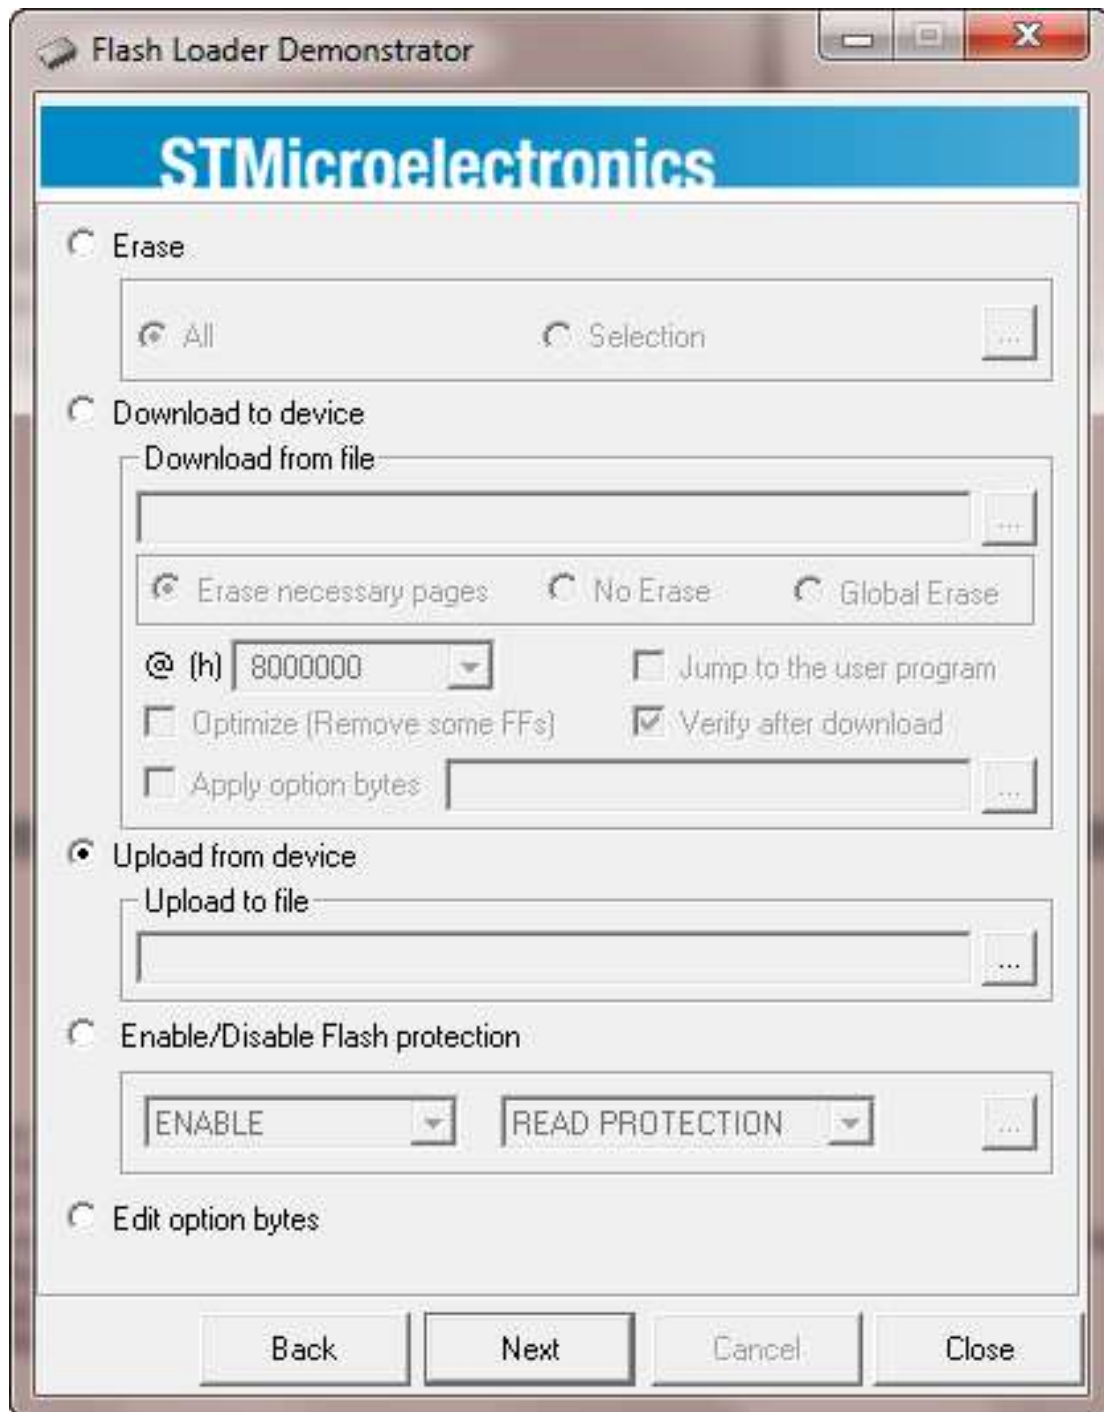 Flash Loader Demonstrator
STMicroelectronics
Erase
All Selection ...
Download to device
Download from file
...
Erase necessary pages No Erase Global Erase
@ (h) 8000000 Jump to the user program
Optimize (Remove some FFs) Verify after download
Apply option bytes ...
Upload from device
Upload to file
...
Enable/Disable Flash protection
ENABLE READ PROTECTION ...
Edit option bytes
Back Next Cancel Close